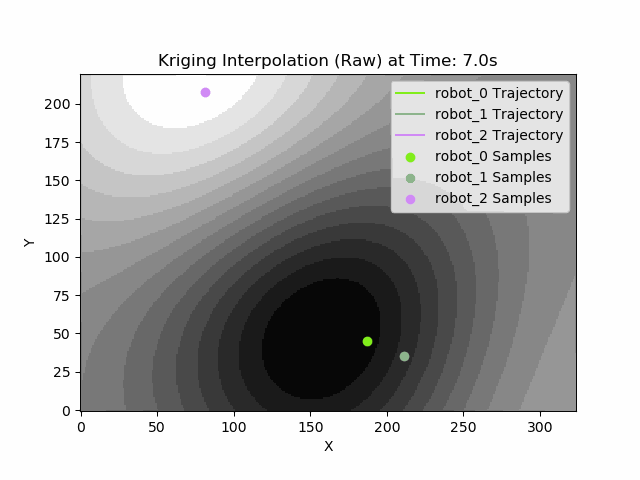 Kriging Interpolation (Raw) at Time: 7.0s
robot_0 Trajectory
robot_1 Trajectory
robot_2 Trajectory
robot_0 Samples
robot_1 Samples
robot_2 Samples
200
175
150
125
100
75
50
25
0
Y
0 50 100 150 200 250 300
X